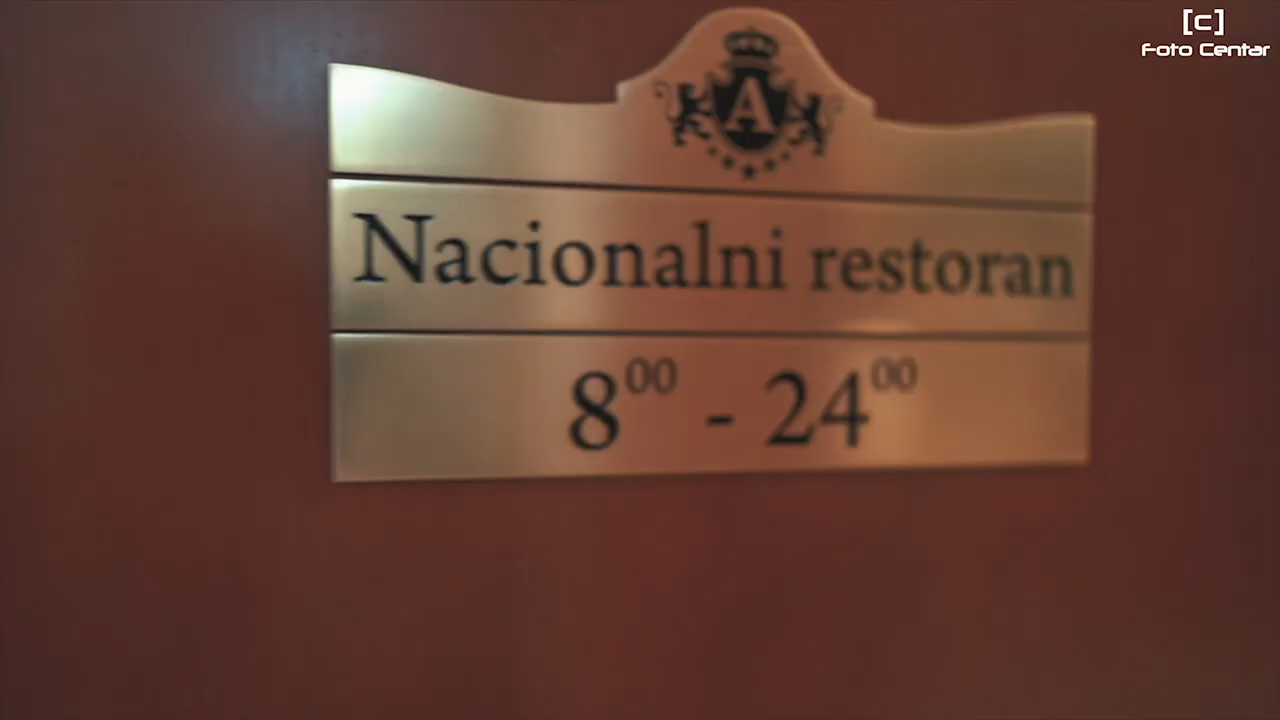 [c]
Foto Centar
A
Nacionalni restoran
8⁰⁰ - 24⁰⁰